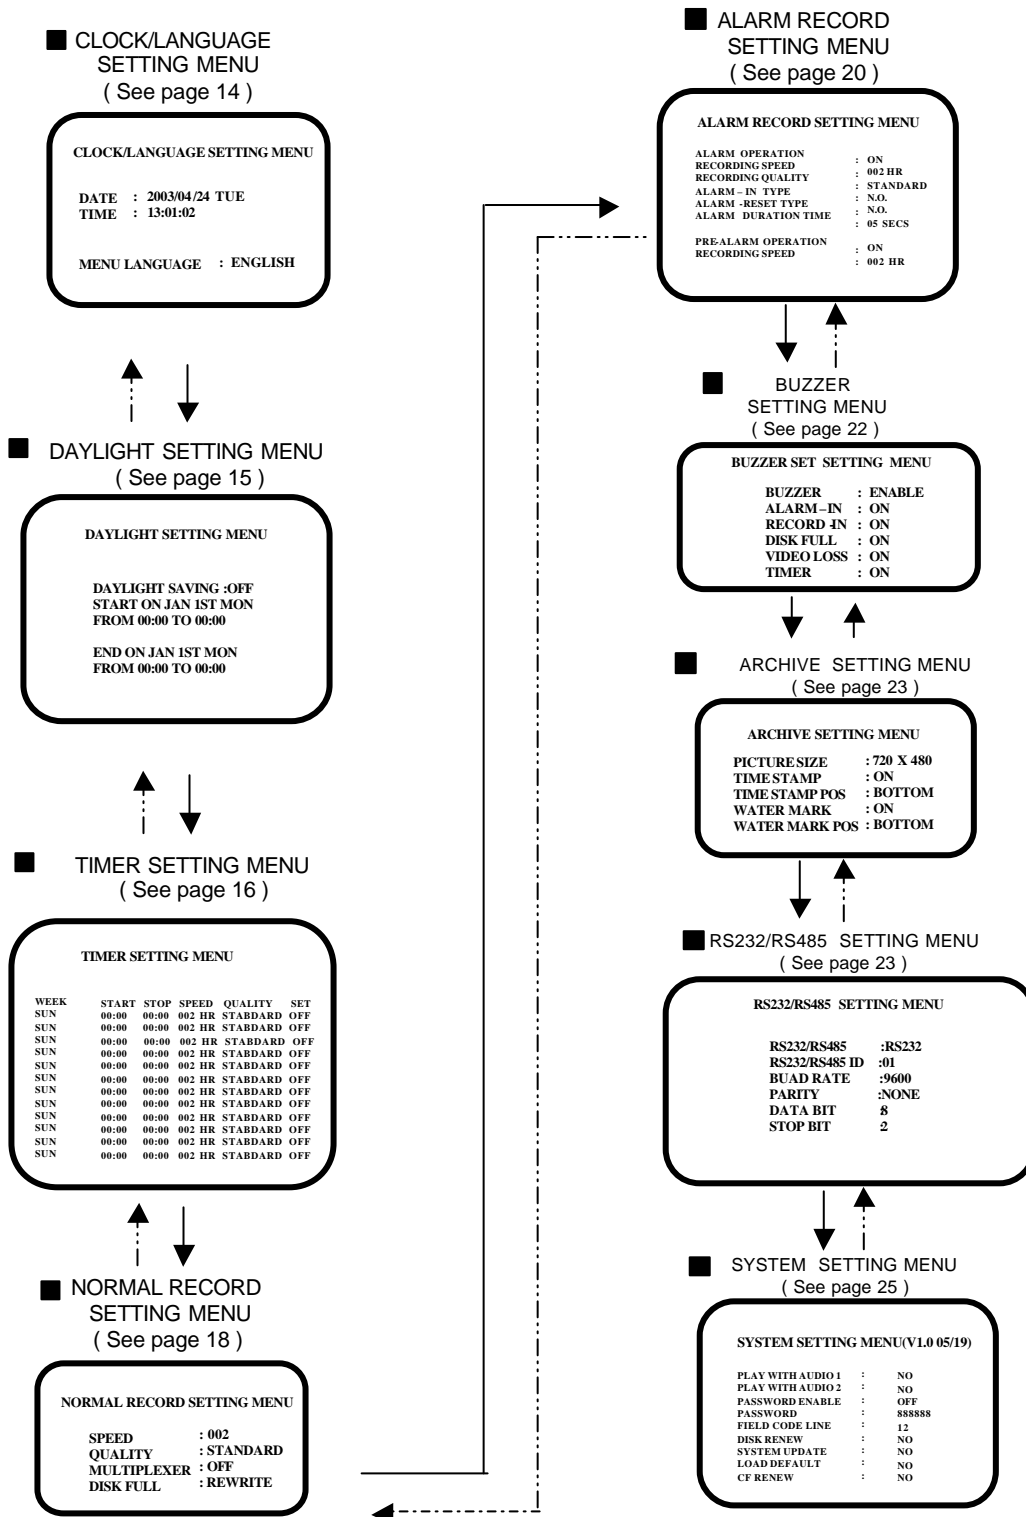 ■ CLOCK/LANGUAGE
SETTING MENU
( See page 14 )
CLOCK/LANGUAGE SETTING MENU
DATE : 2003/04/24 TUE
TIME : 13:01:02
MENU LANGUAGE : ENGLISH
■ DAYLIGHT SETTING MENU
( See page 15 )
DAYLIGHT SETTING MENU
DAYLIGHT SAVING :OFF
START ON JAN 1ST MON
FROM 00:00 TO 00:00
END ON JAN 1ST MON
FROM 00:00 TO 00:00
■ TIMER SETTING MENU
( See page 16 )
TIMER SETTING MENU
WEEK START STOP SPEED QUALITY SET
SUN 00:00 00:00 002 HR STABDARD OFF
SUN 00:00 00:00 002 HR STABDARD OFF
SUN 00:00 00:00 002 HR STABDARD OFF
SUN 00:00 00:00 002 HR STABDARD OFF
SUN 00:00 00:00 002 HR STABDARD OFF
SUN 00:00 00:00 002 HR STABDARD OFF
SUN 00:00 00:00 002 HR STABDARD OFF
SUN 00:00 00:00 002 HR STABDARD OFF
SUN 00:00 00:00 002 HR STABDARD OFF
SUN 00:00 00:00 002 HR STABDARD OFF
SUN 00:00 00:00 002 HR STABDARD OFF
SUN 00:00 00:00 002 HR STABDARD OFF
■ NORMAL RECORD
SETTING MENU
( See page 18 )
NORMAL RECORD SETTING MENU
SPEED : 002
QUALITY : STANDARD
MULTIPLEXER : OFF
DISK FULL : REWRITE
■ ALARM RECORD
SETTING MENU
( See page 20 )
ALARM RECORD SETTING MENU
ALARM OPERATION : ON
RECORDING SPEED : 002 HR
RECORDING QUALITY : STANDARD
ALARM – IN TYPE : N.O.
ALARM -RESET TYPE : N.O.
ALARM DURATION TIME : 05 SECS
PRE-ALARM OPERATION : ON
RECORDING SPEED : 002 HR
■ BUZZER
SETTING MENU
( See page 22 )
BUZZER SET SETTING MENU
BUZZER : ENABLE
ALARM–IN : ON
RECORD-IN : ON
DISK FULL : ON
VIDEO LOSS : ON
TIMER : ON
■ ARCHIVE SETTING MENU
( See page 23 )
ARCHIVE SETTING MENU
PICTURE SIZE : 720 X 480
TIME STAMP : ON
TIME STAMP POS : BOTTOM
WATER MARK : ON
WATER MARK POS : BOTTOM
■ RS232/RS485 SETTING MENU
( See page 23 )
RS232/RS485 SETTING MENU
RS232/RS485 :RS232
RS232/RS485 ID :01
BUAD RATE :9600
PARITY :NONE
DATA BIT :8
STOP BIT :2
■ SYSTEM SETTING MENU
( See page 25 )
SYSTEM SETTING MENU(V1.0 05/19)
PLAY WITH AUDIO 1 : NO
PLAY WITH AUDIO 2 : NO
PASSWORD ENABLE : OFF
PASSWORD : 888888
FIELD CODE LINE : 12
DISK RENEW : NO
SYSTEM UPDATE : NO
LOAD DEFAULT : NO
CF RENEW : NO